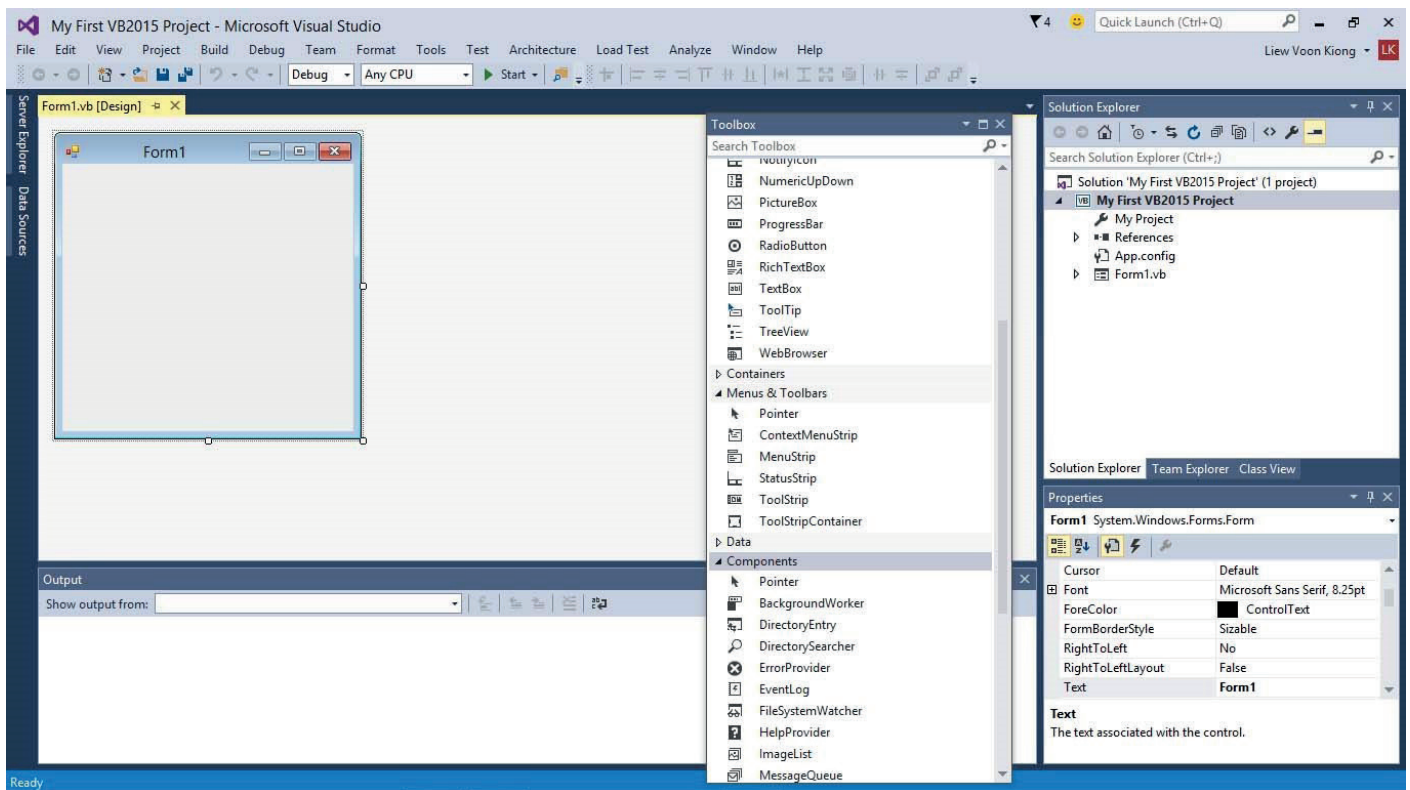 My First VB2015 Project - Microsoft Visual Studio
4
Quick Launch (Ctrl+Q)
File Edit View Project Build Debug Team Format Tools Test Architecture Load Test Analyze Window Help
Liew Voon Kiong
LK
Debug Any CPU Start
Server Explorer
Data Sources
Form1.vb [Design]
Form1
Output
Show output from:
Toolbox
Search Toolbox
NotifyIcon
NumericUpDown
PictureBox
ProgressBar
RadioButton
RichTextBox
TextBox
ToolTip
TreeView
WebBrowser
Containers
Menus & Toolbars
Pointer
ContextMenuStrip
MenuStrip
StatusStrip
ToolStrip
ToolStripContainer
Data
Components
Pointer
BackgroundWorker
DirectoryEntry
DirectorySearcher
ErrorProvider
EventLog
FileSystemWatcher
HelpProvider
ImageList
MessageQueue
Solution Explorer
Search Solution Explorer (Ctrl+;)
Solution 'My First VB2015 Project' (1 project)
VB My First VB2015 Project
My Project
References
App.config
Form1.vb
Solution Explorer Team Explorer Class View
Properties
Form1 System.Windows.Forms.Form
Cursor Default
Font Microsoft Sans Serif, 8.25pt
ForeColor ControlText
FormBorderStyle Sizable
RightToLeft No
RightToLeftLayout False
Text Form1
Text
The text associated with the control.
Ready